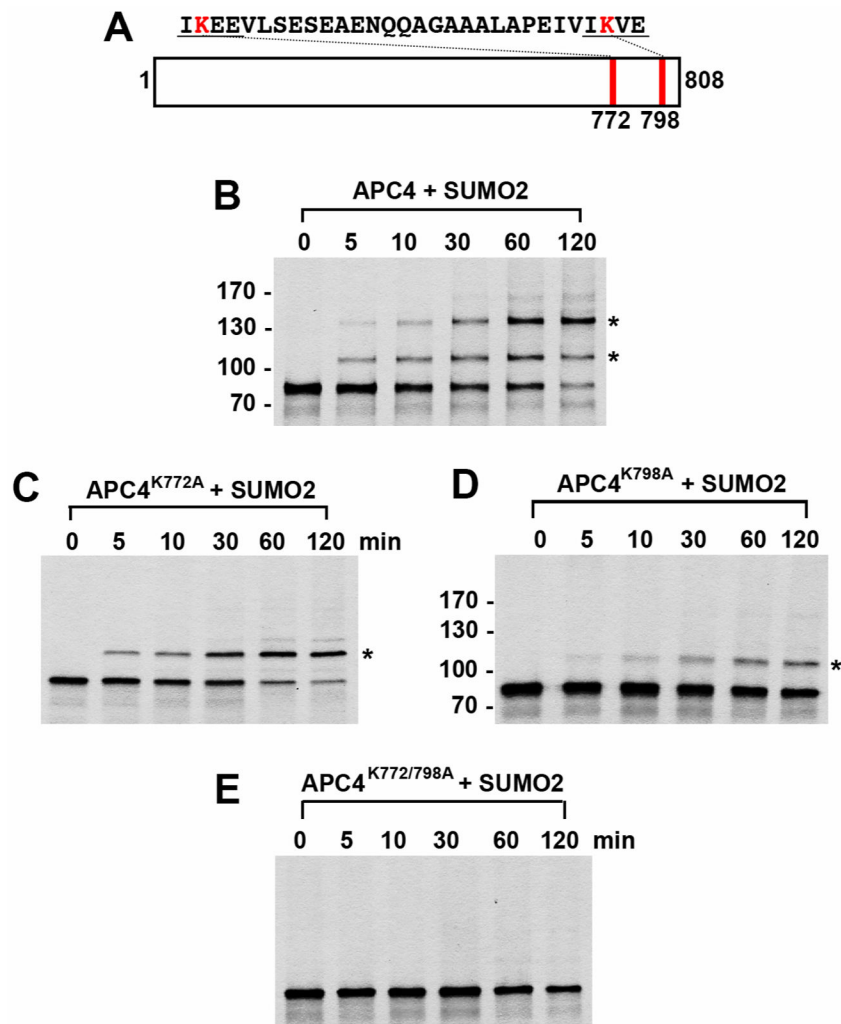 A
IKEEVLSESEAENQQAGAAALAPEIVIKVE
1 808
772 798
B
APC4 + SUMO2
0 5 10 30 60 120
170 -
130 - *
100 - *
70 -
C
APC4K772A + SUMO2
0 5 10 30 60 120 min
*
D
APC4K798A + SUMO2
0 5 10 30 60 120
170 -
130 -
100 - *
70 -
E
APC4K772/798A + SUMO2
0 5 10 30 60 120 min